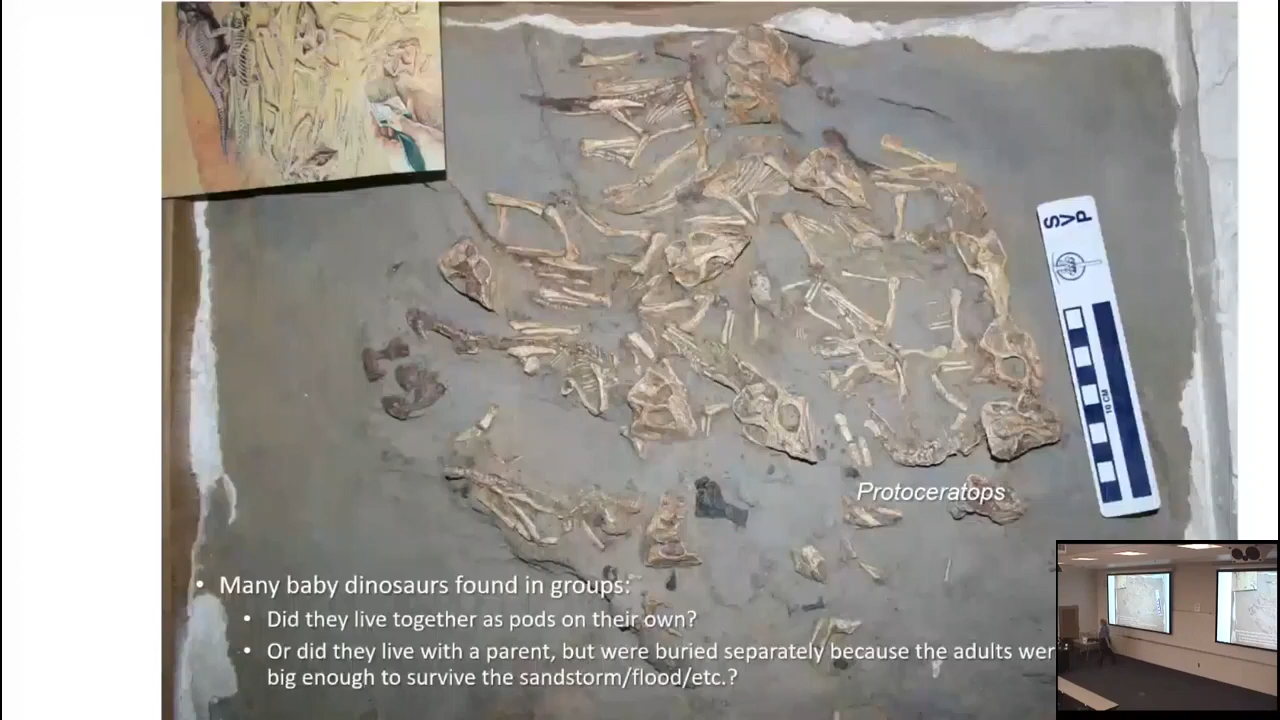 SVP
10 CM
Protoceratops
• Many baby dinosaurs found in groups:
• Did they live together as pods on their own?
• Or did they live with a parent, but were buried separately because the adults wer
big enough to survive the sandstorm/flood/etc.?